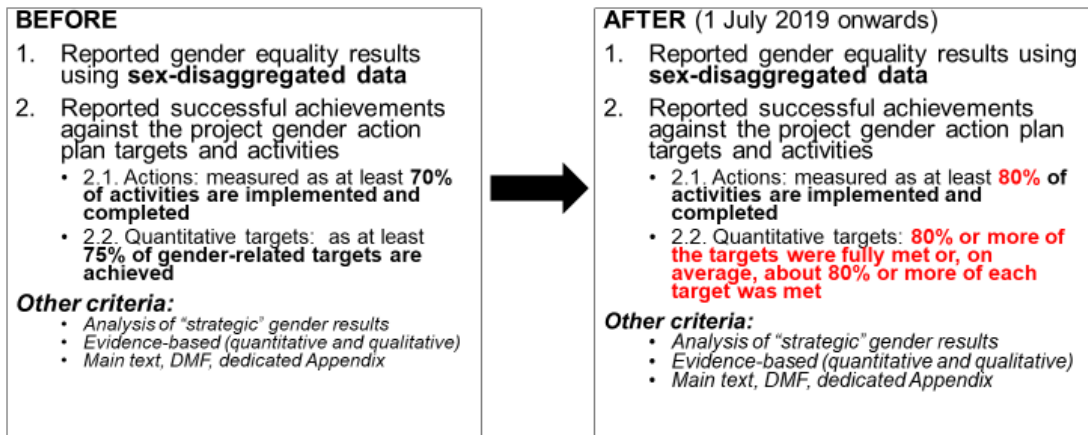 BEFORE
1. Reported gender equality results
using sex-disaggregated data
2. Reported successful achievements
against the project gender action
plan targets and activities
• 2.1. Actions: measured as at least 70%
of activities are implemented and
completed
• 2.2. Quantitative targets: as at least
75% of gender-related targets are
achieved
Other criteria:
• Analysis of “strategic” gender results
• Evidence-based (quantitative and qualitative)
• Main text, DMF, dedicated Appendix
AFTER (1 July 2019 onwards)
1. Reported gender equality results using
sex-disaggregated data
2. Reported successful achievements
against the project gender action plan
targets and activities
• 2.1. Actions: measured as at least 80% of
activities are implemented and
completed
• 2.2. Quantitative targets: 80% or more of
the targets were fully met or, on
average, about 80% or more of each
target was met
Other criteria:
• Analysis of “strategic” gender results
• Evidence-based (quantitative and qualitative)
• Main text, DMF, dedicated Appendix